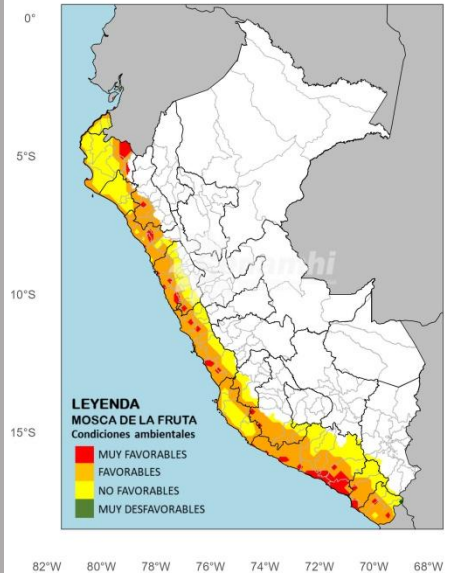 0°
5°S
10°S
15°S
LEYENDA
MOSCA DE LA FRUTA
Condiciones ambientales
MUY FAVORABLES
FAVORABLES
NO FAVORABLES
MUY DESFAVORABLES
82°W 80°W 78°W 76°W 74°W 72°W 70°W 68°W